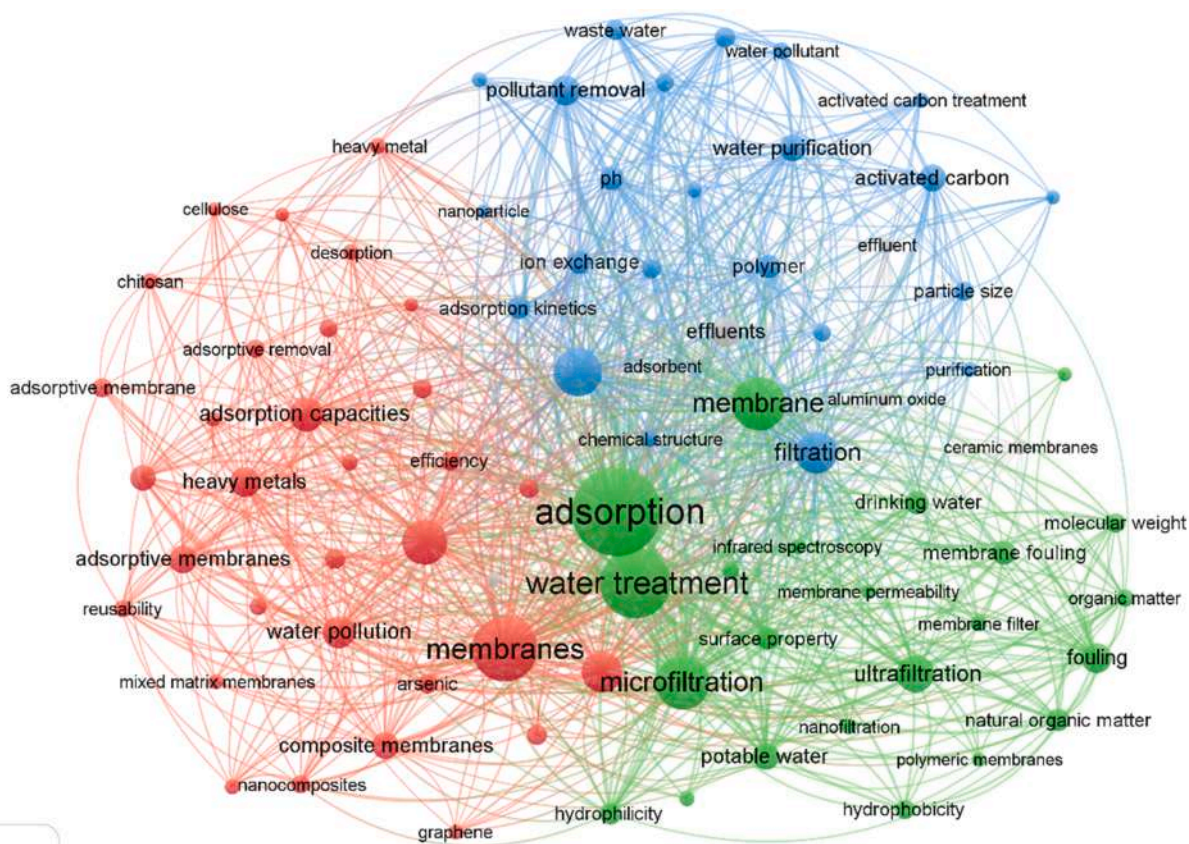 waste water
water pollutant
pollutant removal
activated carbon treatment
heavy metal
water purification
ph
activated carbon
cellulose
nanoparticle
effluent
desorption
ion exchange
polymer
chitosan
particle size
adsorption kinetics
effluents
adsorptive removal
adsorbent
purification
adsorptive membrane
membrane
aluminum oxide
adsorption capacities
chemical structure
filtration
ceramic membranes
efficiency
heavy metals
drinking water
adsorption
molecular weight
infrared spectroscopy
membrane fouling
adsorptive membranes
water treatment
membrane permeability
organic matter
reusability
membrane filter
water pollution
surface property
membranes
fouling
ultrafiltration
mixed matrix membranes
arsenic
microfiltration
natural organic matter
nanofiltration
composite membranes
potable water
polymeric membranes
nanocomposites
hydrophilicity
hydrophobicity
graphene